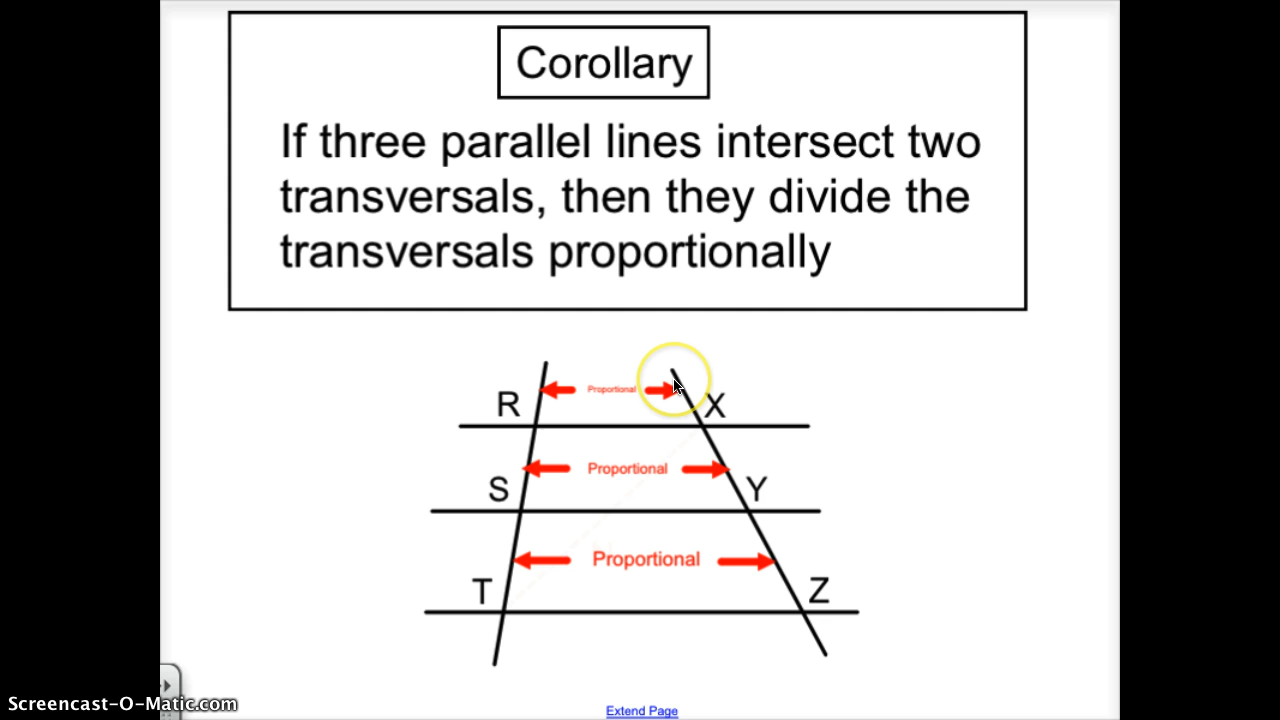 Corollary
If three parallel lines intersect two
transversals, then they divide the
transversals proportionally
Proportional
R
X
Proportional
S
Y
Proportional
T
Z
Screencast-O-Matic.com
Extend Page